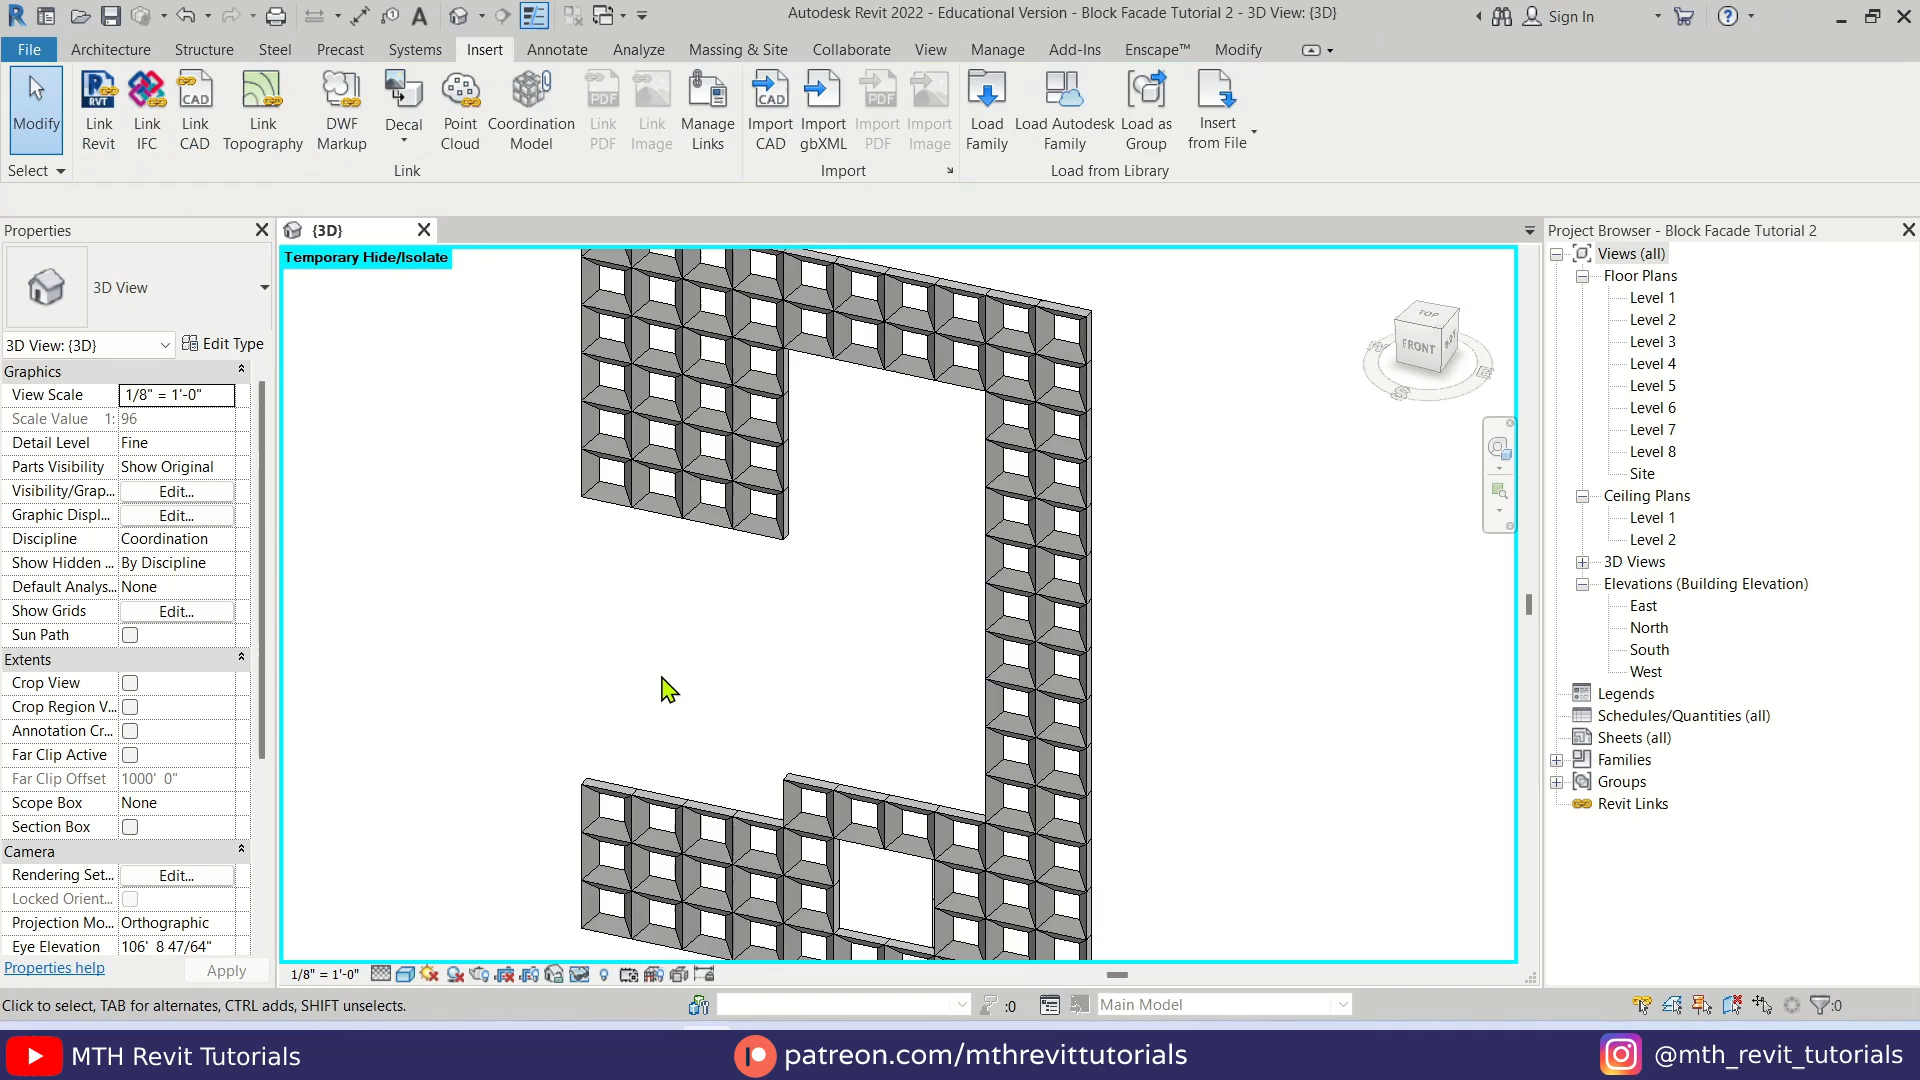 Autodesk Revit 2022 - Educational Version - Block Facade Tutorial 2 - 3D View: {3D}
Sign In
File Architecture Structure Steel Precast Systems Insert Annotate Analyze Massing & Site Collaborate View Manage Add-Ins Enscape™ Modify
Modify
Link Revit
Link IFC
Link CAD
Link Topography
DWF Markup
Decal
Point Cloud
Coordination Model
Link PDF
Link Image
Manage Links
Import CAD
Import gbXML
Import PDF
Import Image
Load Family
Load Autodesk Family
Load as Group
Insert from File
Select
Link
Import
Load from Library
Properties
3D View
3D View: {3D}
Edit Type
Graphics
View Scale 1/8" = 1'-0"
Scale Value 1: 96
Detail Level Fine
Parts Visibility Show Original
Visibility/Grap... Edit...
Graphic Displ... Edit...
Discipline Coordination
Show Hidden ... By Discipline
Default Analys... None
Show Grids Edit...
Sun Path
Extents
Crop View
Crop Region V...
Annotation Cr...
Far Clip Active
Far Clip Offset 1000' 0"
Scope Box None
Section Box
Camera
Rendering Set... Edit...
Locked Orient...
Projection Mo... Orthographic
Eye Elevation 106' 8 47/64"
Properties help
Apply
{3D}
Temporary Hide/Isolate
TOP
FRONT
1/8" = 1'-0"
Project Browser - Block Facade Tutorial 2
Views (all)
Floor Plans
Level 1
Level 2
Level 3
Level 4
Level 5
Level 6
Level 7
Level 8
Site
Ceiling Plans
Level 1
Level 2
3D Views
Elevations (Building Elevation)
East
North
South
West
Legends
Schedules/Quantities (all)
Sheets (all)
Families
Groups
Revit Links
Click to select, TAB for alternates, CTRL adds, SHIFT unselects.
:0
Main Model
:0
MTH Revit Tutorials
patreon.com/mthrevittutorials
@mth_revit_tutorials